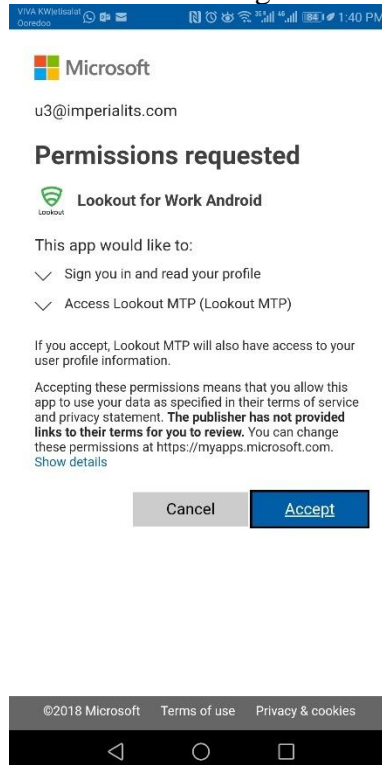 VIVA KW|etisalat
Ooredoo
84 1:40 PM
Microsoft
u3@imperialits.com
Permissions requested
Lookout
Lookout for Work Android
This app would like to:
Sign you in and read your profile
Access Lookout MTP (Lookout MTP)
If you accept, Lookout MTP will also have access to your
user profile information.
Accepting these permissions means that you allow this
app to use your data as specified in their terms of service
and privacy statement. The publisher has not provided
links to their terms for you to review. You can change
these permissions at https://myapps.microsoft.com.
Show details
Cancel
Accept
©2018 Microsoft Terms of use Privacy & cookies